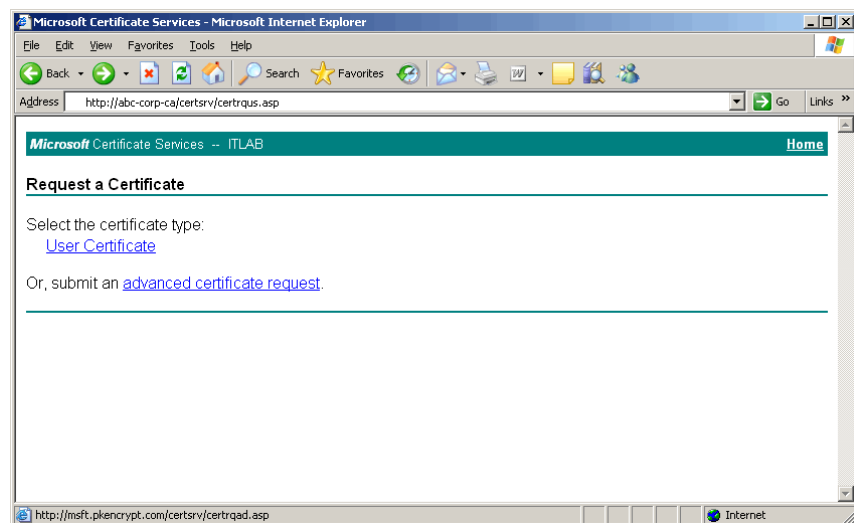 Microsoft Certificate Services - Microsoft Internet Explorer
File Edit View Favorites Tools Help
Back Search Favorites
Address http://abc-corp-ca/certsrv/certrqus.asp Go Links »
Microsoft Certificate Services -- ITLAB Home
Request a Certificate
Select the certificate type:
User Certificate
Or, submit an advanced certificate request.
http://msft.pkencrypt.com/certsrv/certrqad.asp Internet